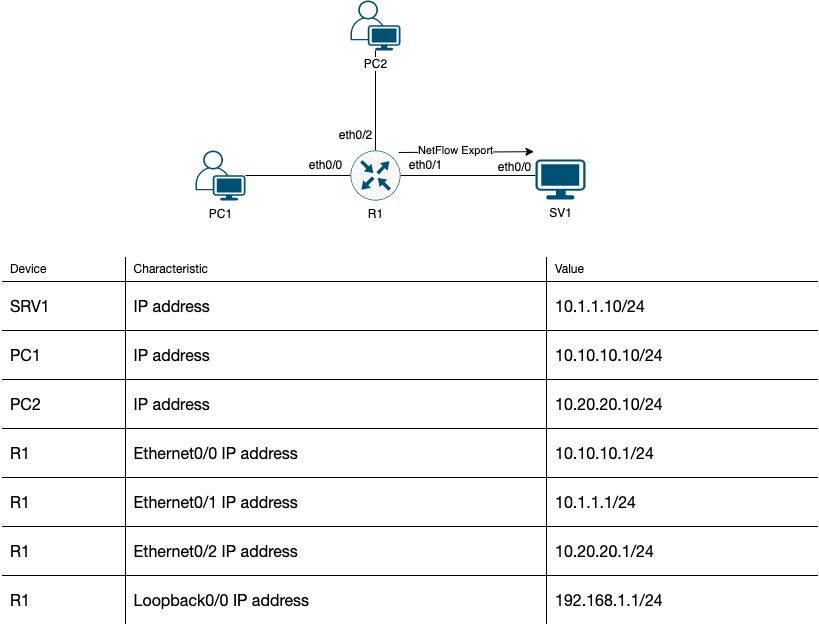 PC2
eth0/2
NetFlow Export
eth0/0
eth0/1
eth0/0
PC1
R1
SV1
Device Characteristic Value
SRV1 IP address 10.1.1.10/24
PC1 IP address 10.10.10.10/24
PC2 IP address 10.20.20.10/24
R1 Ethernet0/0 IP address 10.10.10.1/24
R1 Ethernet0/1 IP address 10.1.1.1/24
R1 Ethernet0/2 IP address 10.20.20.1/24
R1 Loopback0/0 IP address 192.168.1.1/24